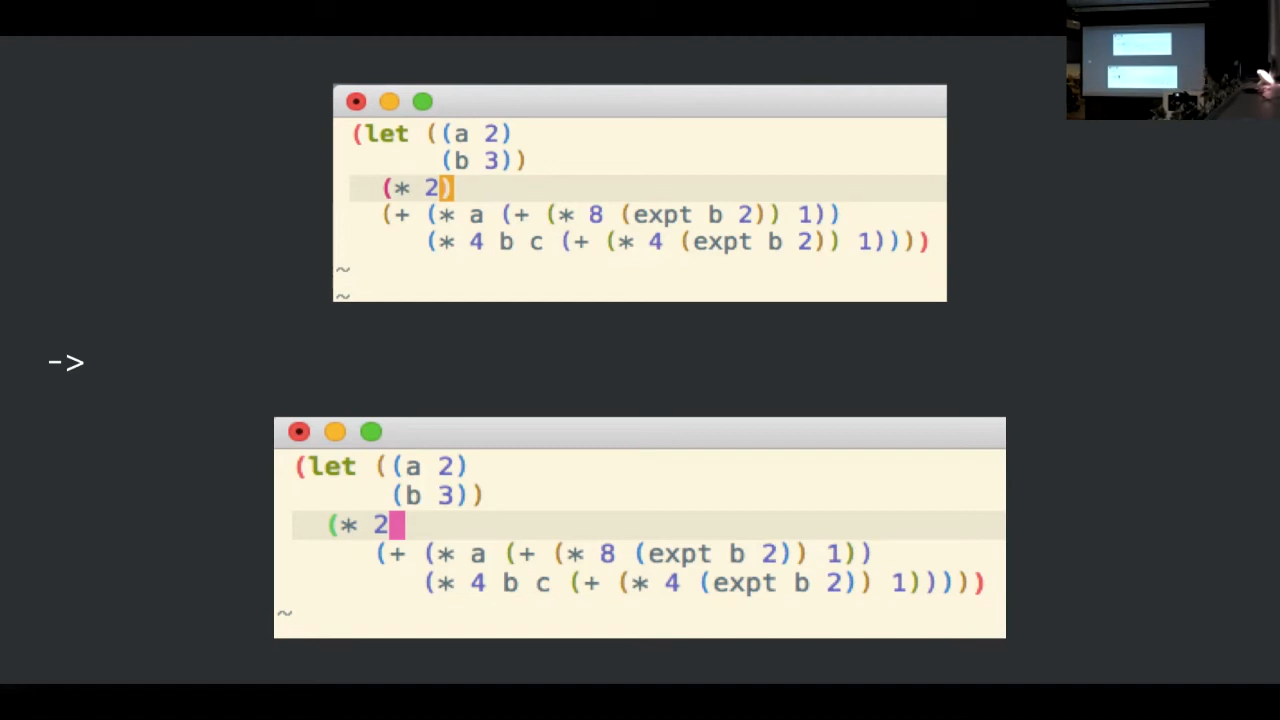 (let ((a 2)
(b 3))
(* 2)
(+ (* a (+ (* 8 (expt b 2)) 1))
(* 4 b c (+ (* 4 (expt b 2)) 1))))
~
~
->
(let ((a 2)
(b 3))
(* 2
(+ (* a (+ (* 8 (expt b 2)) 1))
(* 4 b c (+ (* 4 (expt b 2)) 1)))))
~